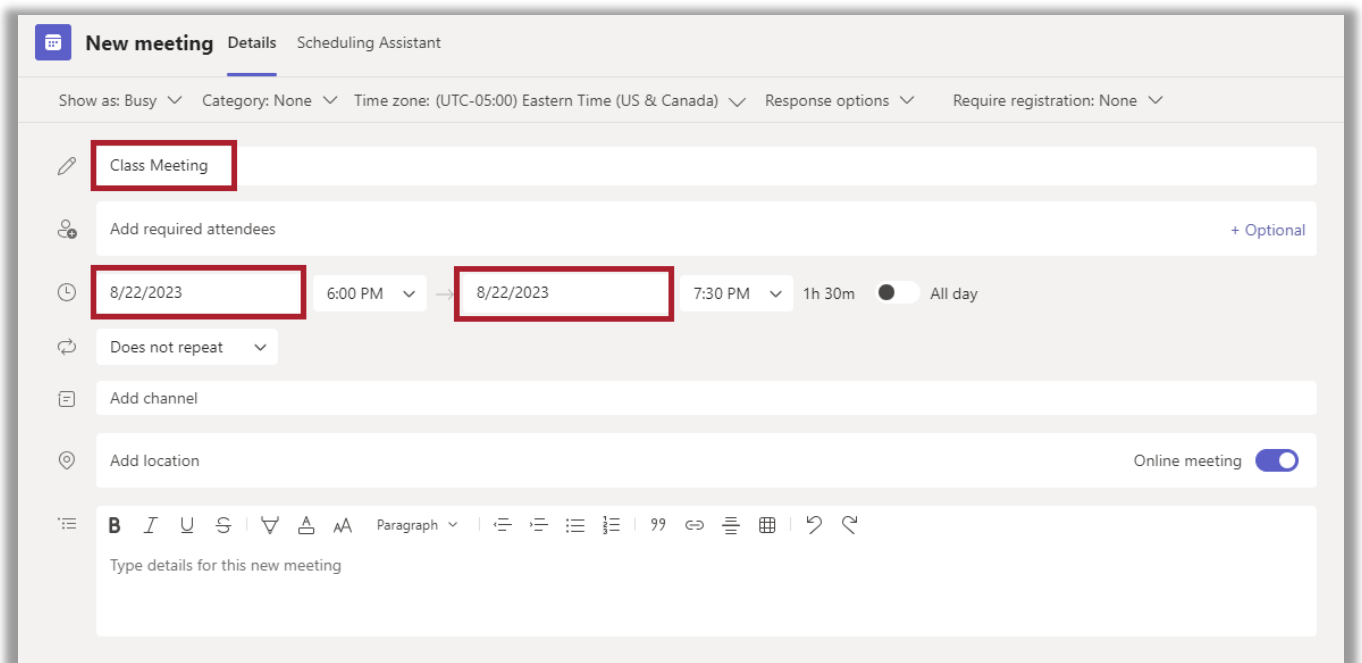 New meeting Details Scheduling Assistant
Show as: Busy Category: None Time zone: (UTC-05:00) Eastern Time (US & Canada) Response options Require registration: None
Class Meeting
Add required attendees + Optional
8/22/2023 6:00 PM → 8/22/2023 7:30 PM 1h 30m All day
Does not repeat
Add channel
Add location Online meeting
B I U S A AA Paragraph 99
Type details for this new meeting